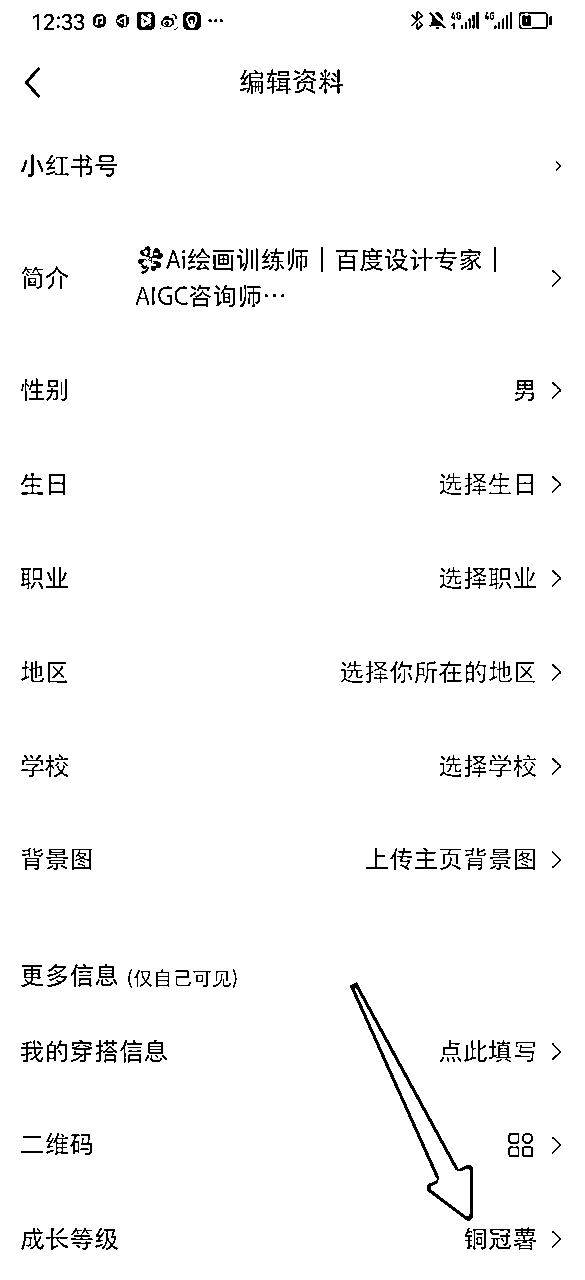 12:33
编辑资料
小红书号
简介
Ai绘画训练师｜百度设计专家｜
AIGC咨询师…
性别 男
生日 选择生日
职业 选择职业
地区 选择你所在的地区
学校 选择学校
背景图 上传主页背景图
更多信息 (仅自己可见)
我的穿搭信息 点此填写
二维码
成长等级 铜冠薯